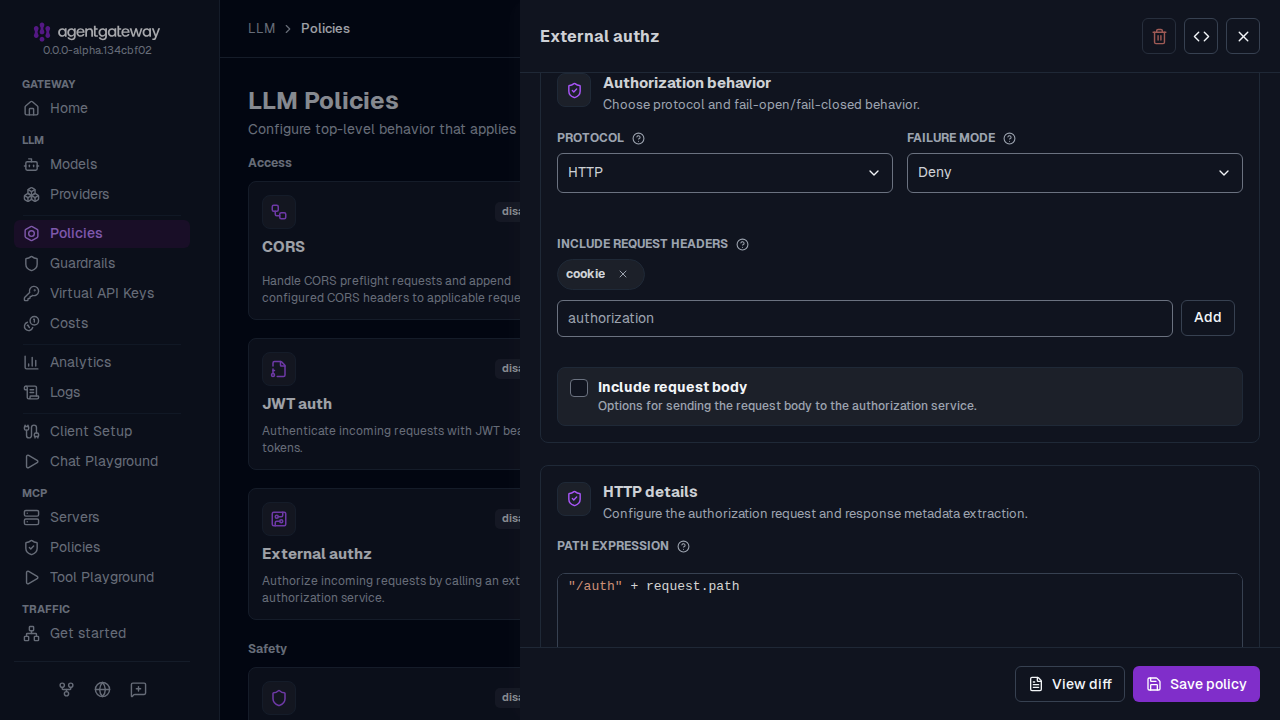 agentgateway
0.0.0-alpha.134cbf02
GATEWAY
Home
LLM
Models
Providers
Policies
Guardrails
Virtual API Keys
Costs
Analytics
Logs
Client Setup
Chat Playground
MCP
Servers
Policies
Tool Playground
TRAFFIC
Get started
LLM > Policies
LLM Policies
Configure top-level behavior that applies
Access
CORS
Handle CORS preflight requests and append
configured CORS headers to applicable
JWT auth
Authenticate incoming requests with JWT
tokens.
External authz
Authorize incoming requests by calling an
authorization service.
Safety
External authz
Authorization behavior
Choose protocol and fail-open/fail-closed behavior.
PROTOCOL
FAILURE MODE
HTTP
Deny
INCLUDE REQUEST HEADERS
cookie
authorization
Add
Include request body
Options for sending the request body to the authorization service.
HTTP details
Configure the authorization request and response metadata extraction.
PATH EXPRESSION
"/auth" + request.path
View diff
Save policy